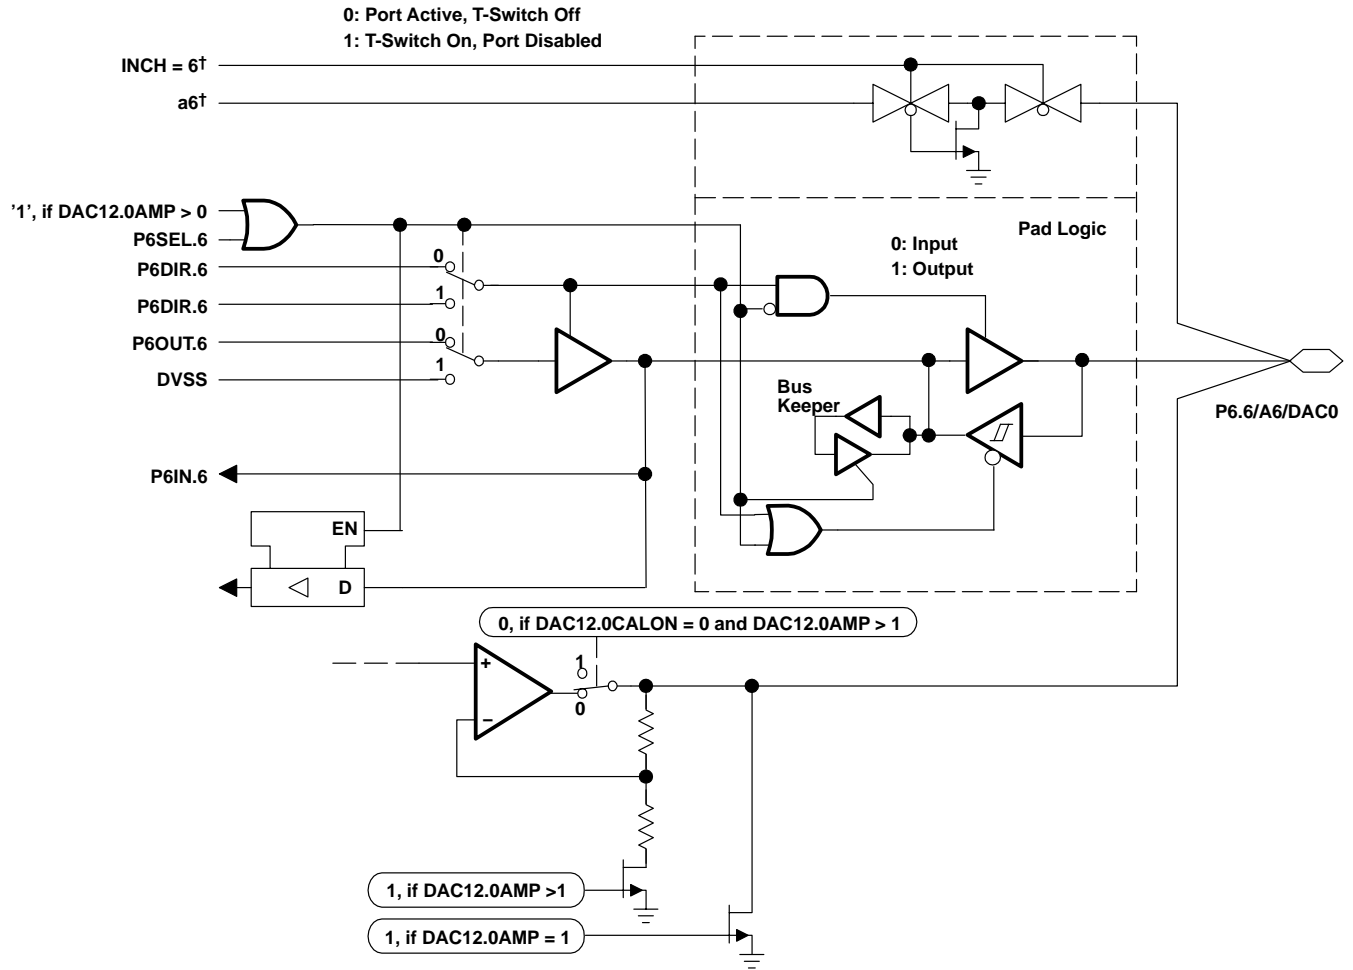 0: Port Active, T-Switch Off
1: T-Switch On, Port Disabled
INCH = 6†
a6†
'1', if DAC12.0AMP > 0
P6SEL.6
P6DIR.6
0
P6DIR.6
1
P6OUT.6
0
DVSS
1
Pad Logic
0: Input
1: Output
Bus
Keeper
P6.6/A6/DAC0
P6IN.6
EN
D
0, if DAC12.0CALON = 0 and DAC12.0AMP > 1
+
−
1
0
1, if DAC12.0AMP >1
1, if DAC12.0AMP = 1